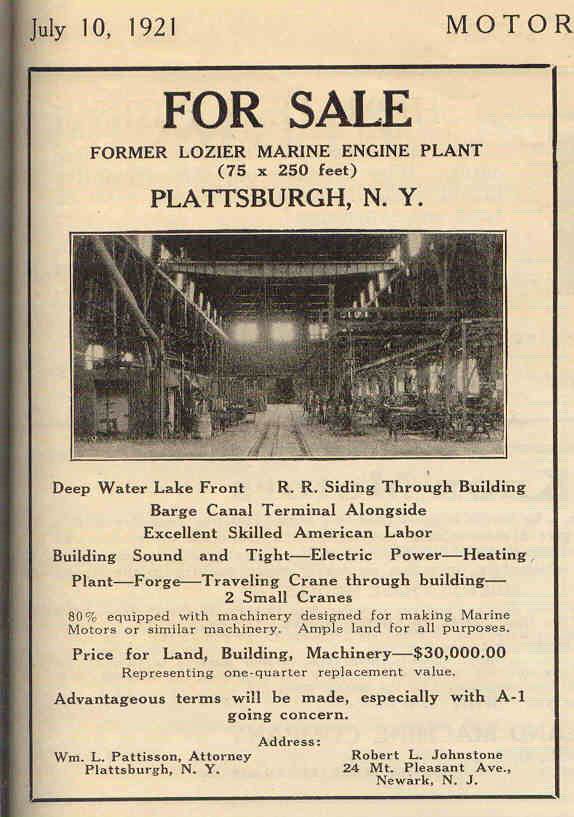 July 10, 1921 MOTOR
FOR SALE
FORMER LOZIER MARINE ENGINE PLANT
(75 x 250 feet)
PLATTSBURGH, N. Y.
Deep Water Lake Front R. R. Siding Through Building
Barge Canal Terminal Alongside
Excellent Skilled American Labor
Building Sound and Tight—Electric Power—Heating
Plant—Forge—Traveling Crane through building—
2 Small Cranes
80% equipped with machinery designed for making Marine
Motors or similar machinery. Ample land for all purposes.
Price for Land, Building, Machinery—$30,000.00
Representing one-quarter replacement value.
Advantageous terms will be made, especially with A-1
going concern.
Address:
Wm. L. Pattisson, Attorney
Plattsburgh, N. Y.
Robert L. Johnstone
24 Mt. Pleasant Ave.,
Newark, N. J.